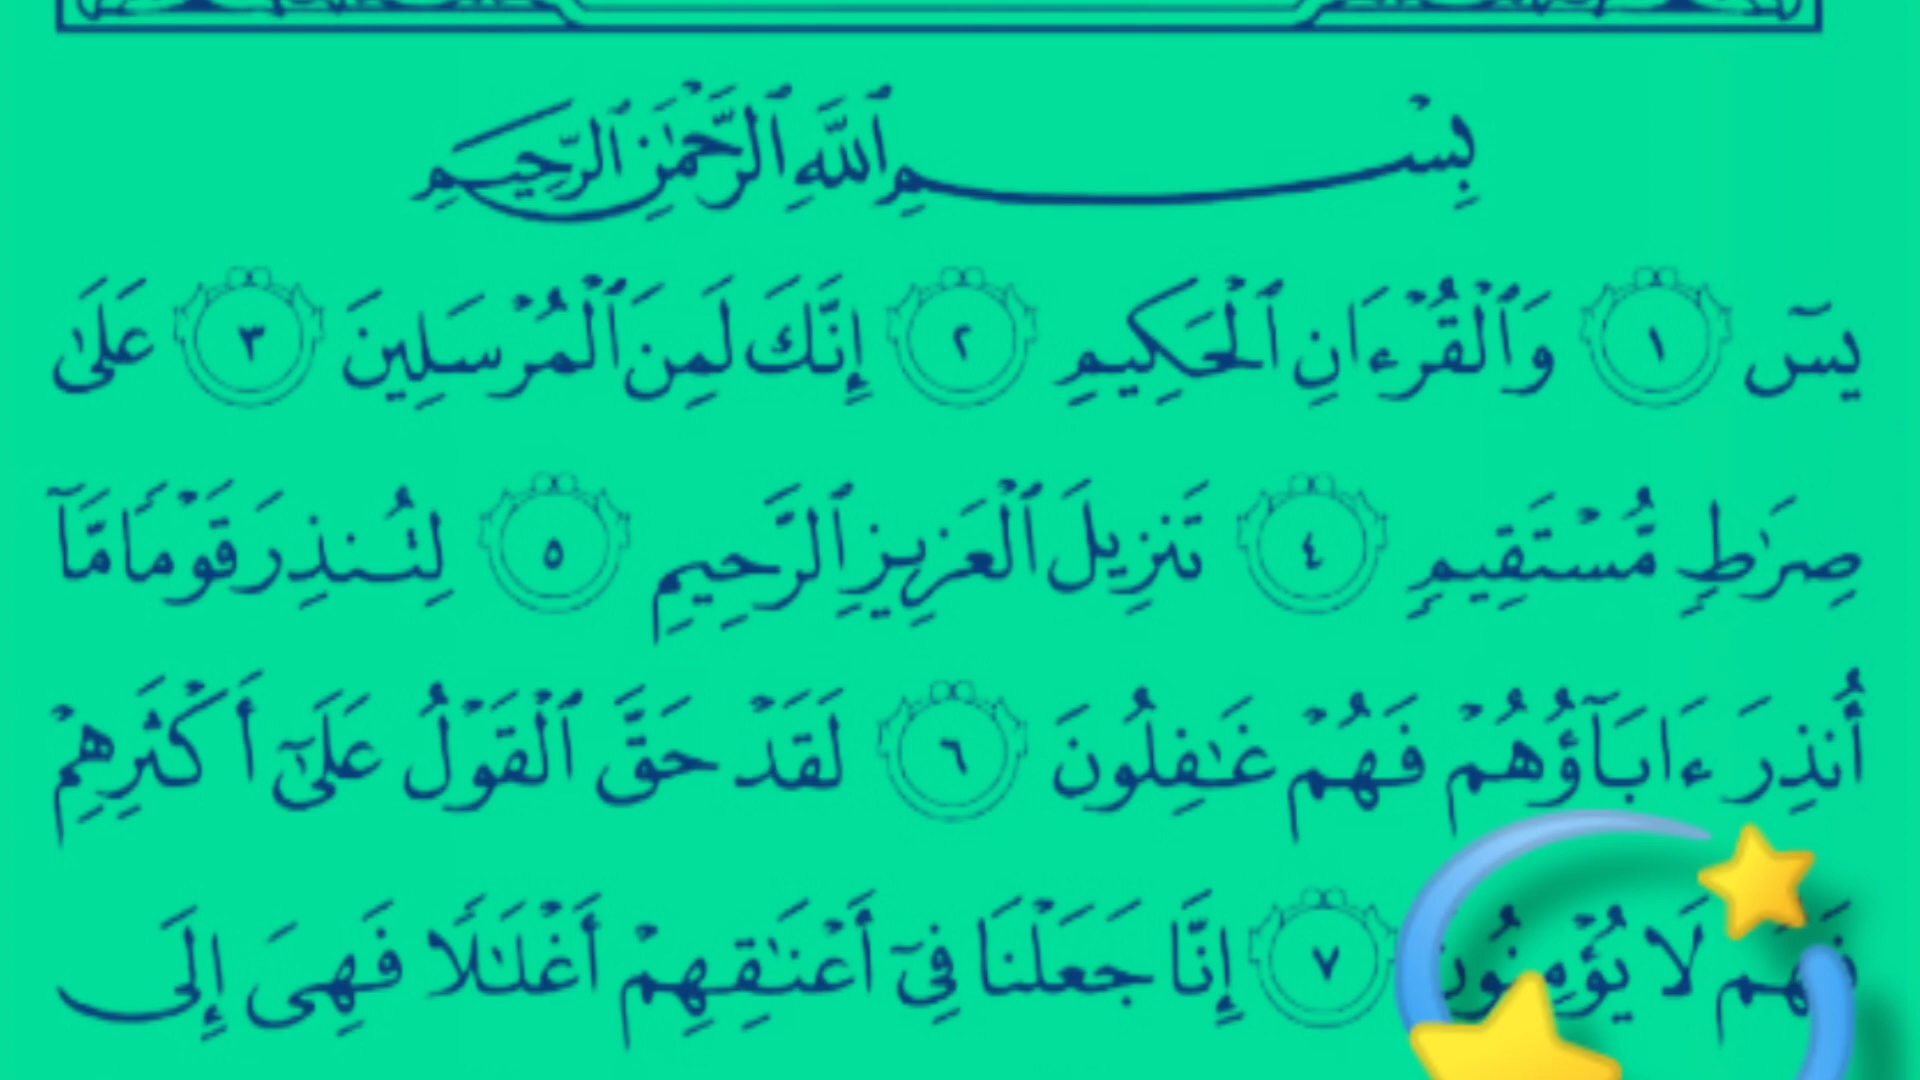 بِسْمِ ٱللَّهِ ٱلرَّحْمَٰنِ ٱلرَّحِيمِ
يسٓ ١ وَٱلْقُرْءَانِ ٱلْحَكِيمِ ٢ إِنَّكَ لَمِنَ ٱلْمُرْسَلِينَ ٣ عَلَىٰ
صِرَٰطٍ مُّسْتَقِيمٍ ٤ تَنزِيلَ ٱلْعَزِيزِ ٱلرَّحِيمِ ٥ لِتُنذِرَ قَوْمًا مَّآ
أُنذِرَ ءَابَآؤُهُمْ فَهُمْ غَٰفِلُونَ ٦ لَقَدْ حَقَّ ٱلْقَوْلُ عَلَىٰٓ أَكْثَرِهِمْ
فَهُمْ لَا يُؤْمِنُونَ ٧ إِنَّا جَعَلْنَا فِىٓ أَعْنَٰقِهِمْ أَغْلَٰلًا فَهِىَ إِلَى